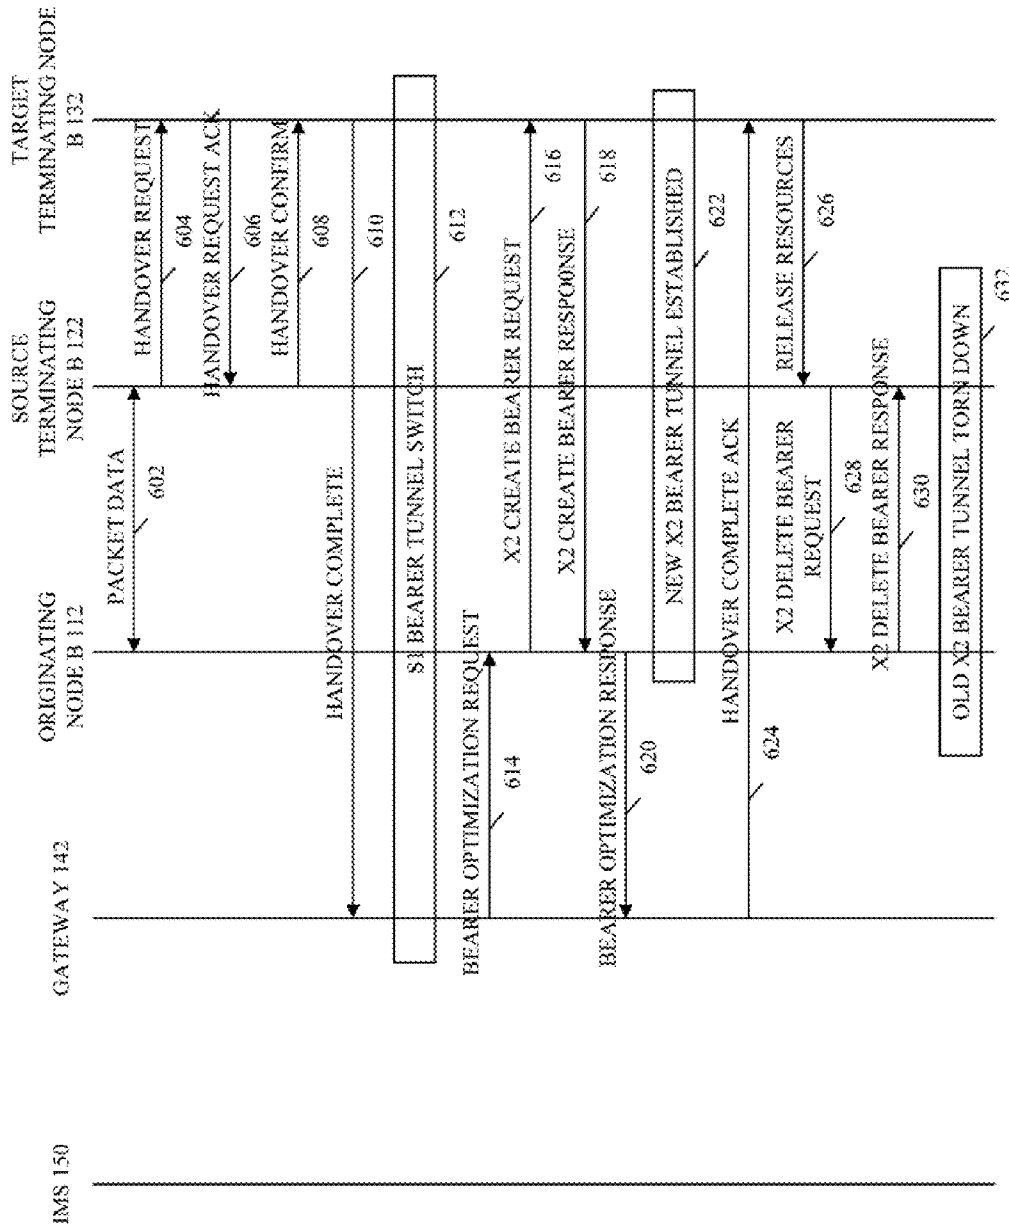 IMS 150
GATEWAY 142
ORIGINATING
NODE B 112
SOURCE
TERMINATING
NODE B 122
TARGET
TERMINATING NODE
B 132
PACKET DATA
602
HANDOVER REQUEST
604
HANDOVER REQUEST ACK
606
HANDOVER CONFIRM
608
HANDOVER COMPLETE
610
S1 BEARER TUNNEL SWITCH
612
BEARER OPTIMIZATION REQUEST
614
X2 CREATE BEARER REQUEST
616
X2 CREATE BEARER RESPOONSE
618
BEARER OPTIMIZATION RESPONSE
620
NEW X2 BEARER TUNNEL ESTABLISHED
622
HANDOVER COMPLETE ACK
624
RELEASE RESOURCES
626
X2 DELETE BEARER
REQUEST
628
X2 DELETE BEARER RESPONSE
630
OLD X2 BEARER TUNNEL TORN DOWN
632